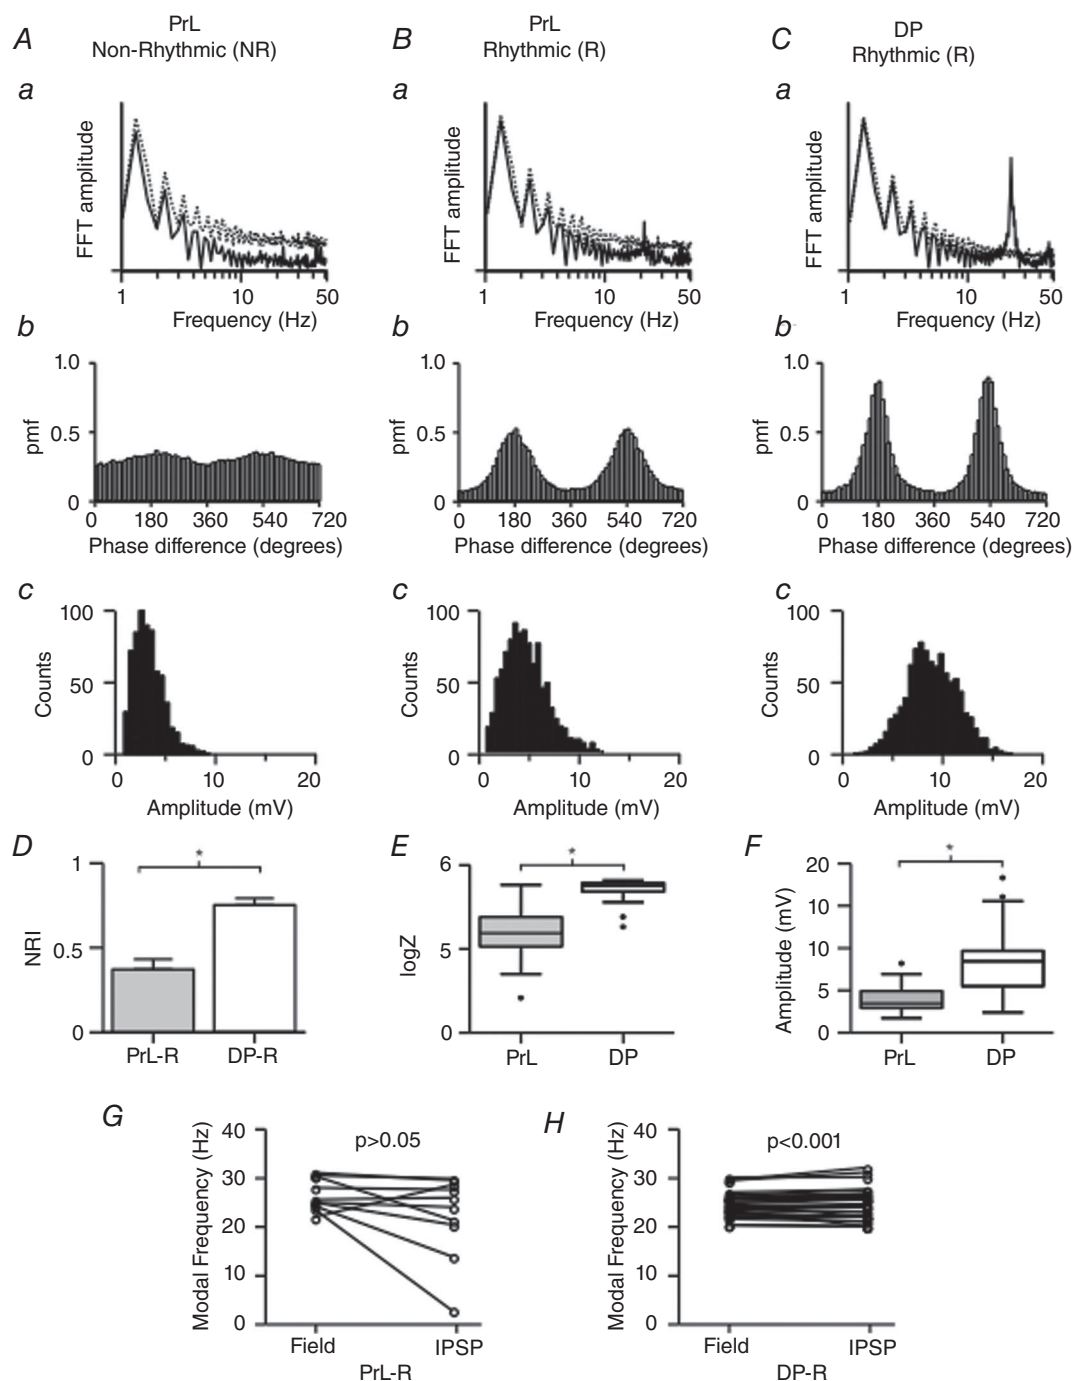 A
PrL
Non-Rhythmic (NR)
B
PrL
Rhythmic (R)
C
DP
Rhythmic (R)
a
FFT amplitude
1 10 50
Frequency (Hz)
a
FFT amplitude
1 10 50
Frequency (Hz)
a
FFT amplitude
1 10 50
Frequency (Hz)
b
pmf
1.0
0.5
0
0 180 360 540 720
Phase difference (degrees)
b
pmf
1.0
0.5
0
0 180 360 540 720
Phase difference (degrees)
b
pmf
1.0
0.5
0
0 180 360 540 720
Phase difference (degrees)
c
Counts
100
50
0
0 10 20
Amplitude (mV)
c
Counts
100
50
0
0 10 20
Amplitude (mV)
c
Counts
100
50
0
0 10 20
Amplitude (mV)
D
NRI
1
0.5
0
*
PrL-R DP-R
E
logZ
6
5
0
*
PrL DP
F
Amplitude (mV)
20
10
10
5
0
*
PrL DP
G
Modal Frequency (Hz)
40
30
20
10
0
p>0.05
Field IPSP
PrL-R
H
Modal Frequency (Hz)
40
30
20
10
0
p<0.001
Field IPSP
DP-R